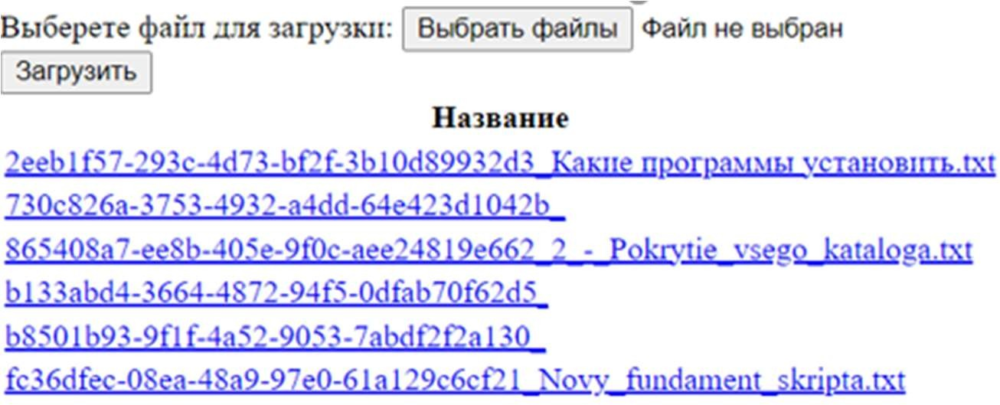 Выберете файл для загрузки: Выбрать файлы Файл не выбран
Загрузить
Название
2eeb1f57-293c-4d73-bf2f-3b10d89932d3_Какие программы установить.txt
730c826a-3753-4932-a4dd-64e423d1042b_
865408a7-ee8b-405e-9f0c-aee24819e662_2_-_Pokrytie_vsego_kataloga.txt
b133abd4-3664-4872-94f5-0dfab70f62d5_
b8501b93-9f1f-4a52-9053-7abdf2f2a130_
fc36dfec-08ea-48a9-97e0-61a129c6cf21_Novy_fundament_skripta.txt